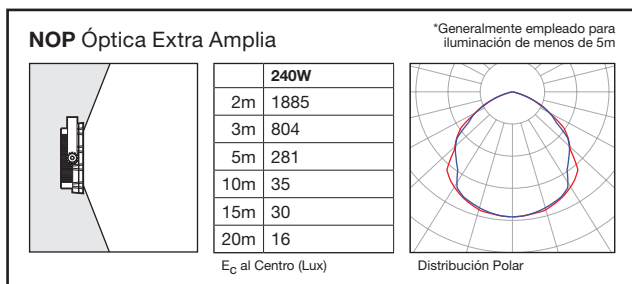 NOP Óptica Extra Amplia
*Generalmente empleado para
iluminación de menos de 5m
240W
2m 1885
3m 804
5m 281
10m 35
15m 30
20m 16
E_C al Centro (Lux)
Distribución Polar